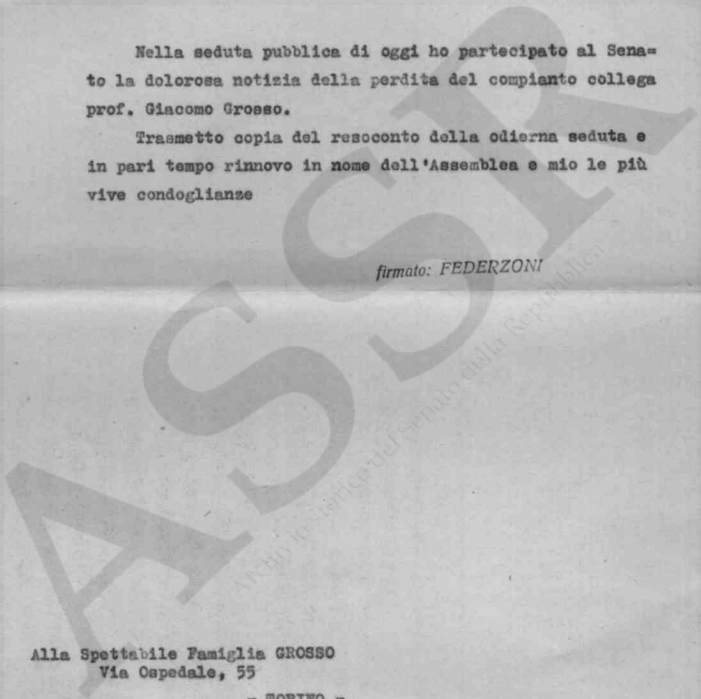 Nella seduta pubblica di oggi ho partecipato al Sena=
to la dolorosa notizia della perdita del compianto collega
prof. Giacomo Grosso.
Trasmetto copia del resoconto della odierna seduta e
in pari tempo rinnovo in nome dell'Assemblea e mio le più
vive condoglianze
firmato: FEDERZONI
ASSR
Archivio storico del Senato della Repubblica
Alla Spettabile Famiglia GROSSO
Via Ospedale, 55
- TORINO -